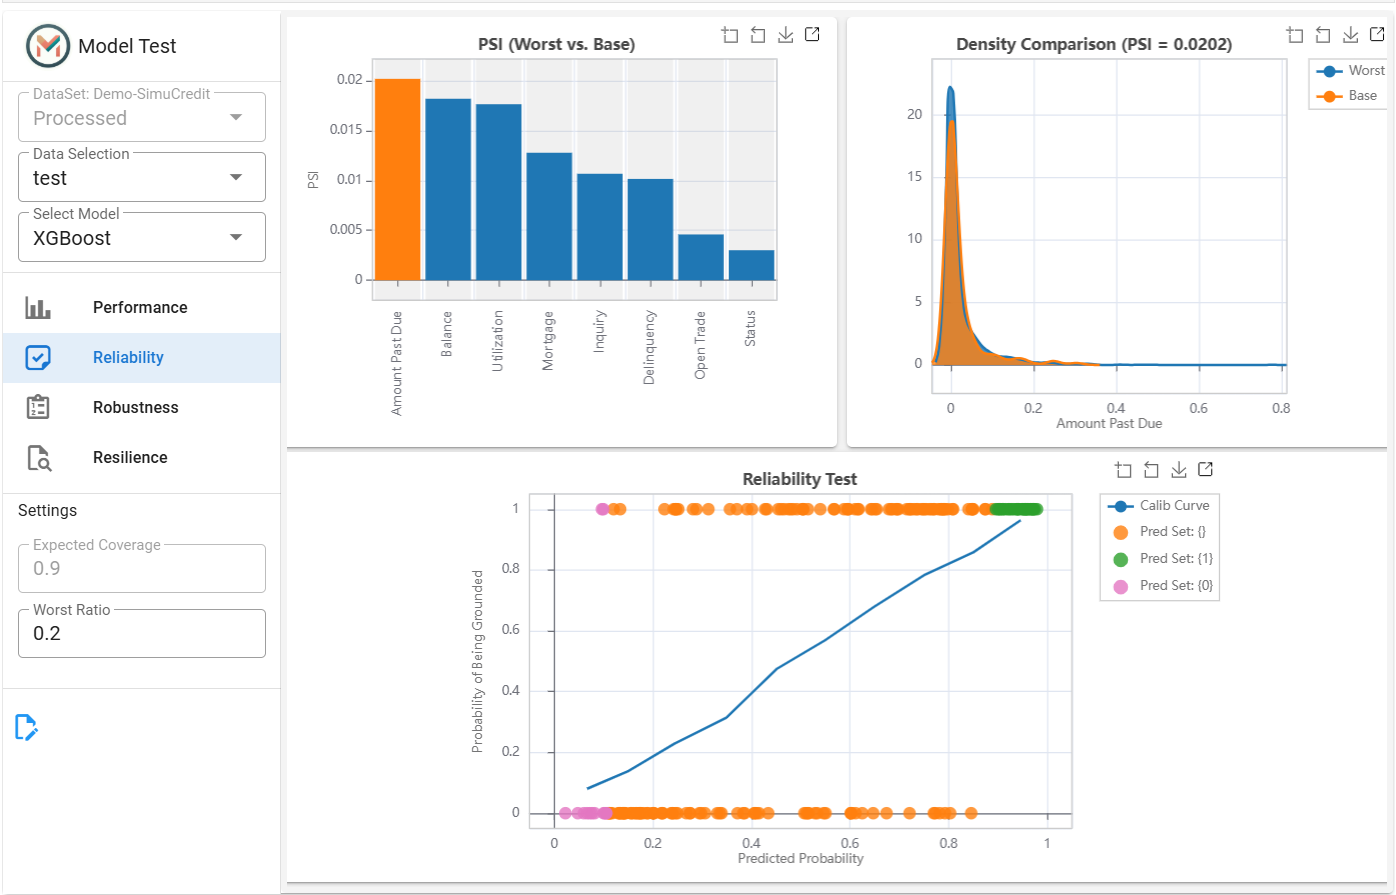 Model Test
DataSet: Demo-SimuCredit
Processed
Data Selection
test
Select Model
XGBoost
Performance
Reliability
Robustness
Resilience
Settings
Expected Coverage
0.9
Worst Ratio
0.2
PSI (Worst vs. Base)
PSI
0.02
0.015
0.01
0.005
0
Amount Past Due
Balance
Utilization
Mortgage
Inquiry
Delinquency
Open Trade
Status
Density Comparison (PSI = 0.0202)
Worst
Base
20
15
10
5
0
0 0.2 0.4 0.6 0.8
Amount Past Due
Reliability Test
Calib Curve
Pred Set: {}
Pred Set: {1}
Pred Set: {0}
Probability of Being Grounded
1
0.8
0.6
0.4
0.2
0
0 0.2 0.4 0.6 0.8 1
Predicted Probability